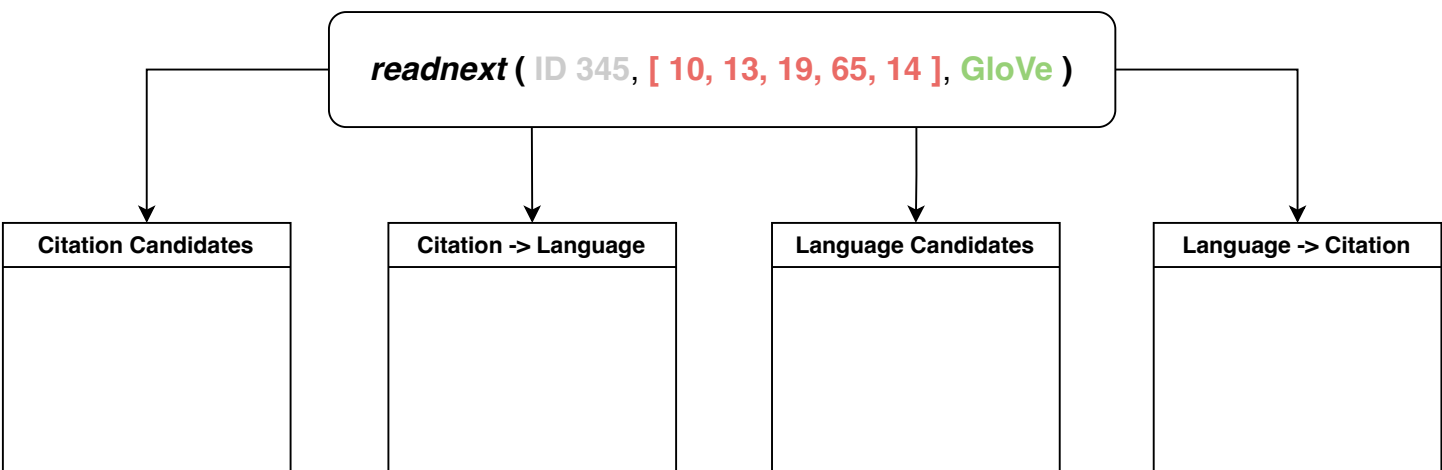 readnext ( ID 345, [ 10, 13, 19, 65, 14 ], GloVe )
Citation Candidates
Citation -> Language
Language Candidates
Language -> Citation